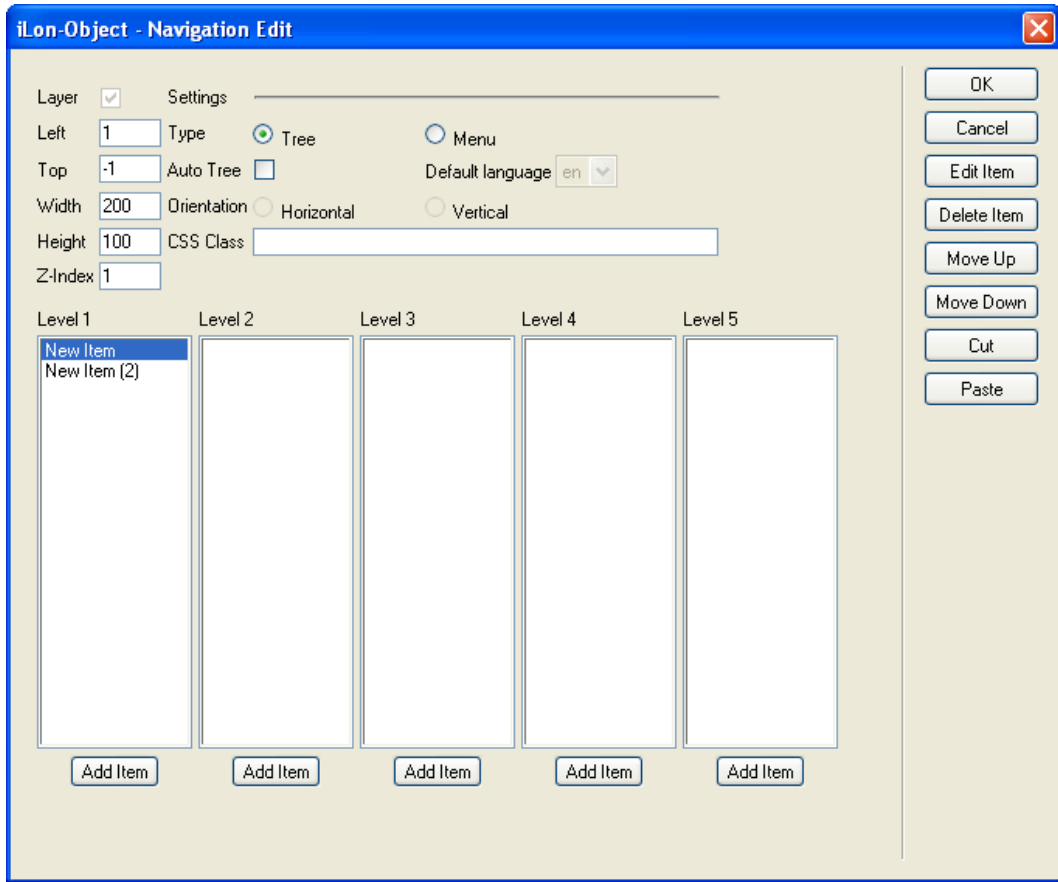 iLon-Object - Navigation Edit
Layer Settings OK
Left 1 Type Tree Menu Cancel
Top -1 Auto Tree Default language en Edit Item
Width 200 Orientation Horizontal Vertical Delete Item
Height 100 CSS Class Move Up
Z-Index 1 Move Down
Level 1 Level 2 Level 3 Level 4 Level 5
New Item Cut
New Item (2) Paste
Add Item Add Item Add Item Add Item Add Item